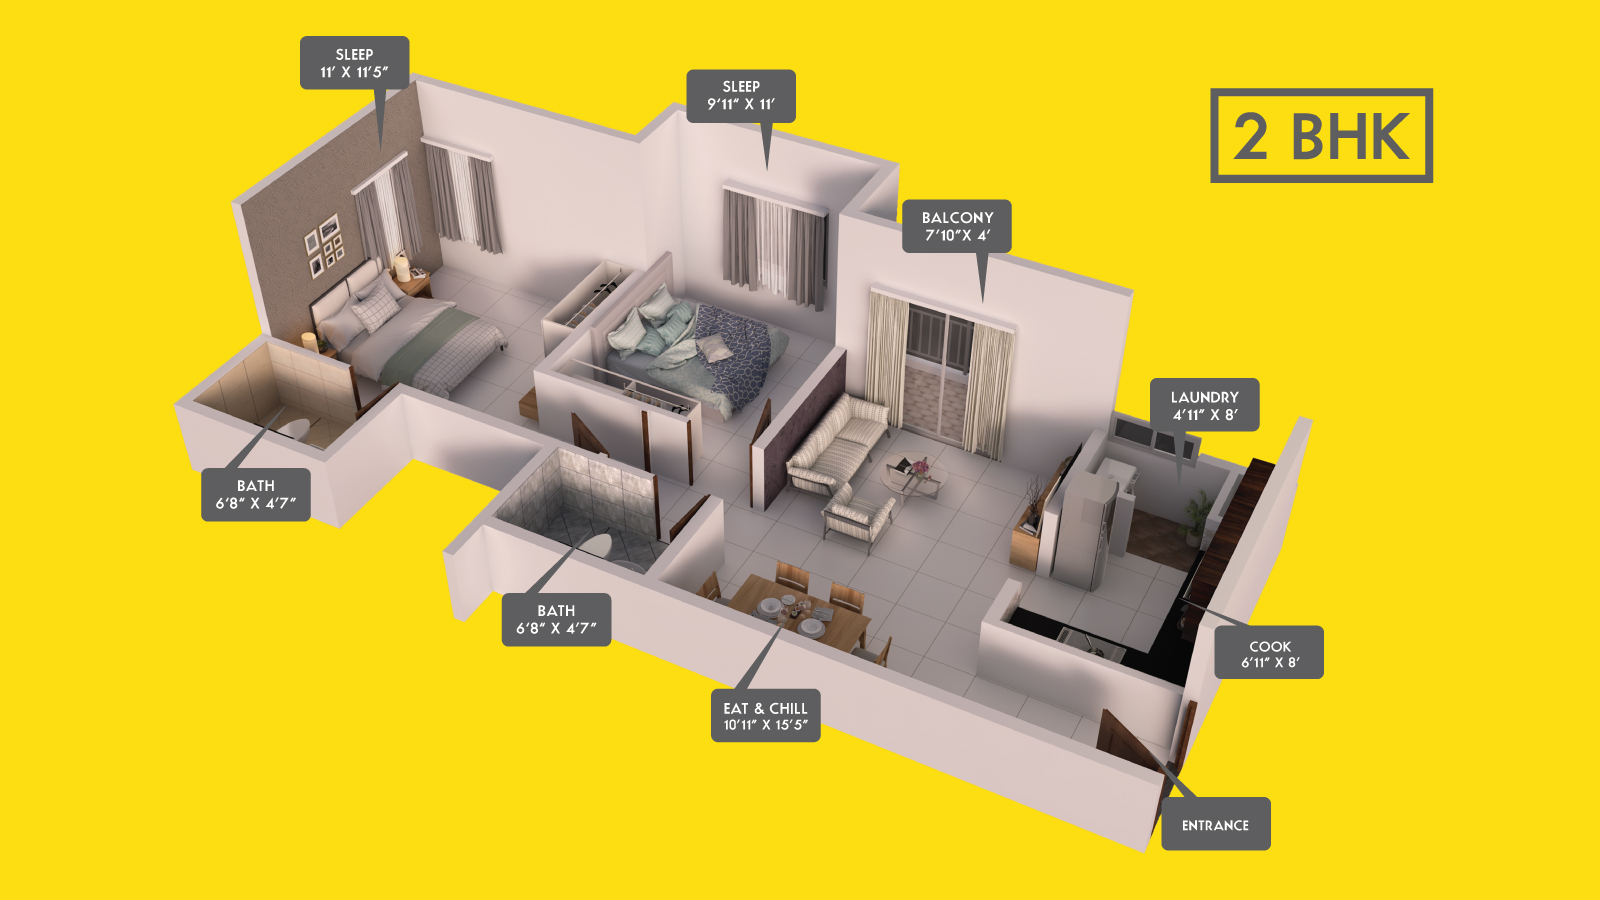 SLEEP
11' X 11'5"
SLEEP
9'11" X 11'
2 BHK
BALCONY
7'10"X 4'
LAUNDRY
4'11" X 8'
BATH
6'8" X 4'7"
BATH
6'8" X 4'7"
COOK
6'11" X 8'
EAT & CHILL
10'11" X 15'5"
ENTRANCE